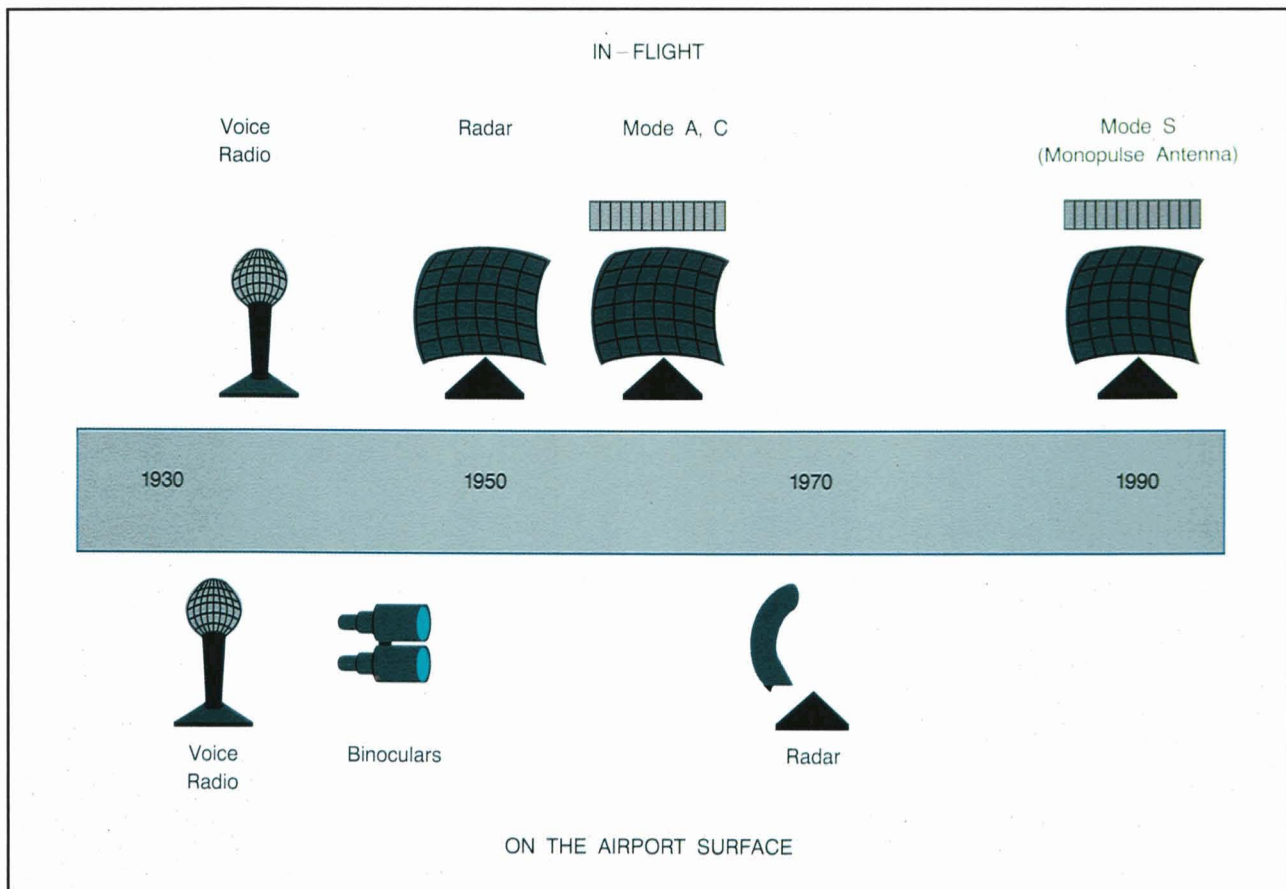 IN–FLIGHT
Voice
Radio
Radar
Mode A, C
Mode S
(Monopulse Antenna)
1930
1950
1970
1990
Voice
Radio
Binoculars
Radar
ON THE AIRPORT SURFACE